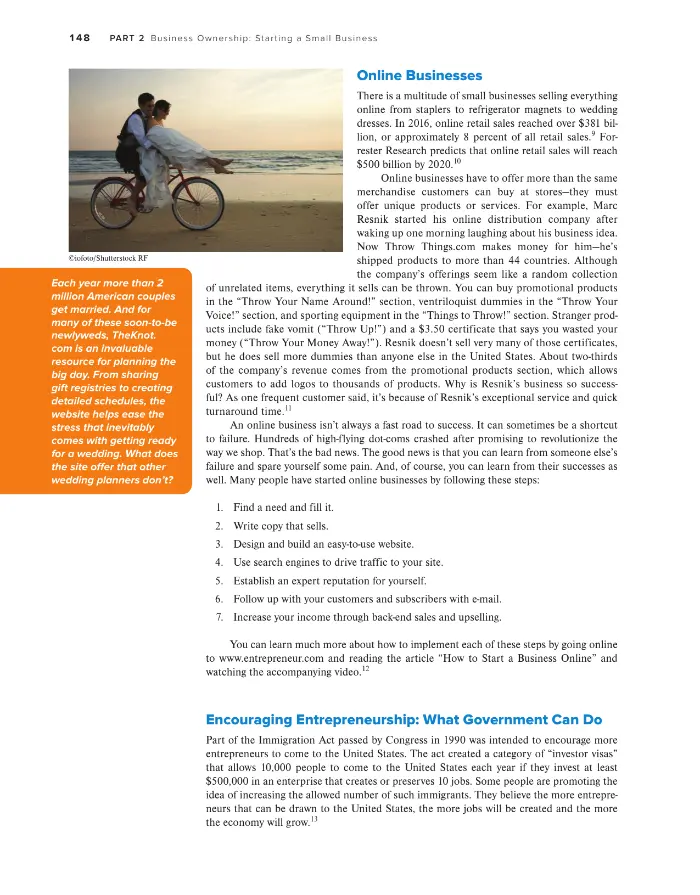 148 PART 2 Business Ownership: Starting a Small Business
©iofoto/Shutterstock RF
Each year more than 2
million American couples
get married. And for
many of these soon-to-be
newlyweds, TheKnot.
com is an invaluable
resource for planning the
big day. From sharing
gift registries to creating
detailed schedules, the
website helps ease the
stress that inevitably
comes with getting ready
for a wedding. What does
the site offer that other
wedding planners don't?
Online Businesses
There is a multitude of small businesses selling everything
online from staplers to refrigerator magnets to wedding
dresses. In 2016, online retail sales reached over $381 bil-
lion, or approximately 8 percent of all retail sales.9 For-
rester Research predicts that online retail sales will reach
$500 billion by 2020.10
Online businesses have to offer more than the same
merchandise customers can buy at stores—they must
offer unique products or services. For example, Marc
Resnik started his online distribution company after
waking up one morning laughing about his business idea.
Now Throw Things.com makes money for him—he's
shipped products to more than 44 countries. Although
the company's offerings seem like a random collection
of unrelated items, everything it sells can be thrown. You can buy promotional products
in the "Throw Your Name Around!" section, ventriloquist dummies in the "Throw Your
Voice!" section, and sporting equipment in the "Things to Throw!" section. Stranger prod-
ucts include fake vomit ("Throw Up!") and a $3.50 certificate that says you wasted your
money ("Throw Your Money Away!"). Resnik doesn't sell very many of those certificates,
but he does sell more dummies than anyone else in the United States. About two-thirds
of the company's revenue comes from the promotional products section, which allows
customers to add logos to thousands of products. Why is Resnik's business so success-
ful? As one frequent customer said, it's because of Resnik's exceptional service and quick
turnaround time.11
An online business isn't always a fast road to success. It can sometimes be a shortcut
to failure. Hundreds of high-flying dot-coms crashed after promising to revolutionize the
way we shop. That's the bad news. The good news is that you can learn from someone else's
failure and spare yourself some pain. And, of course, you can learn from their successes as
well. Many people have started online businesses by following these steps:
1. Find a need and fill it.
2. Write copy that sells.
3. Design and build an easy-to-use website.
4. Use search engines to drive traffic to your site.
5. Establish an expert reputation for yourself.
6. Follow up with your customers and subscribers with e-mail.
7. Increase your income through back-end sales and upselling.
You can learn much more about how to implement each of these steps by going online
to www.entrepreneur.com and reading the article "How to Start a Business Online" and
watching the accompanying video.12
Encouraging Entrepreneurship: What Government Can Do
Part of the Immigration Act passed by Congress in 1990 was intended to encourage more
entrepreneurs to come to the United States. The act created a category of "investor visas"
that allows 10,000 people to come to the United States each year if they invest at least
$500,000 in an enterprise that creates or preserves 10 jobs. Some people are promoting the
idea of increasing the allowed number of such immigrants. They believe the more entrepre-
neurs that can be drawn to the United States, the more jobs will be created and the more
the economy will grow.13